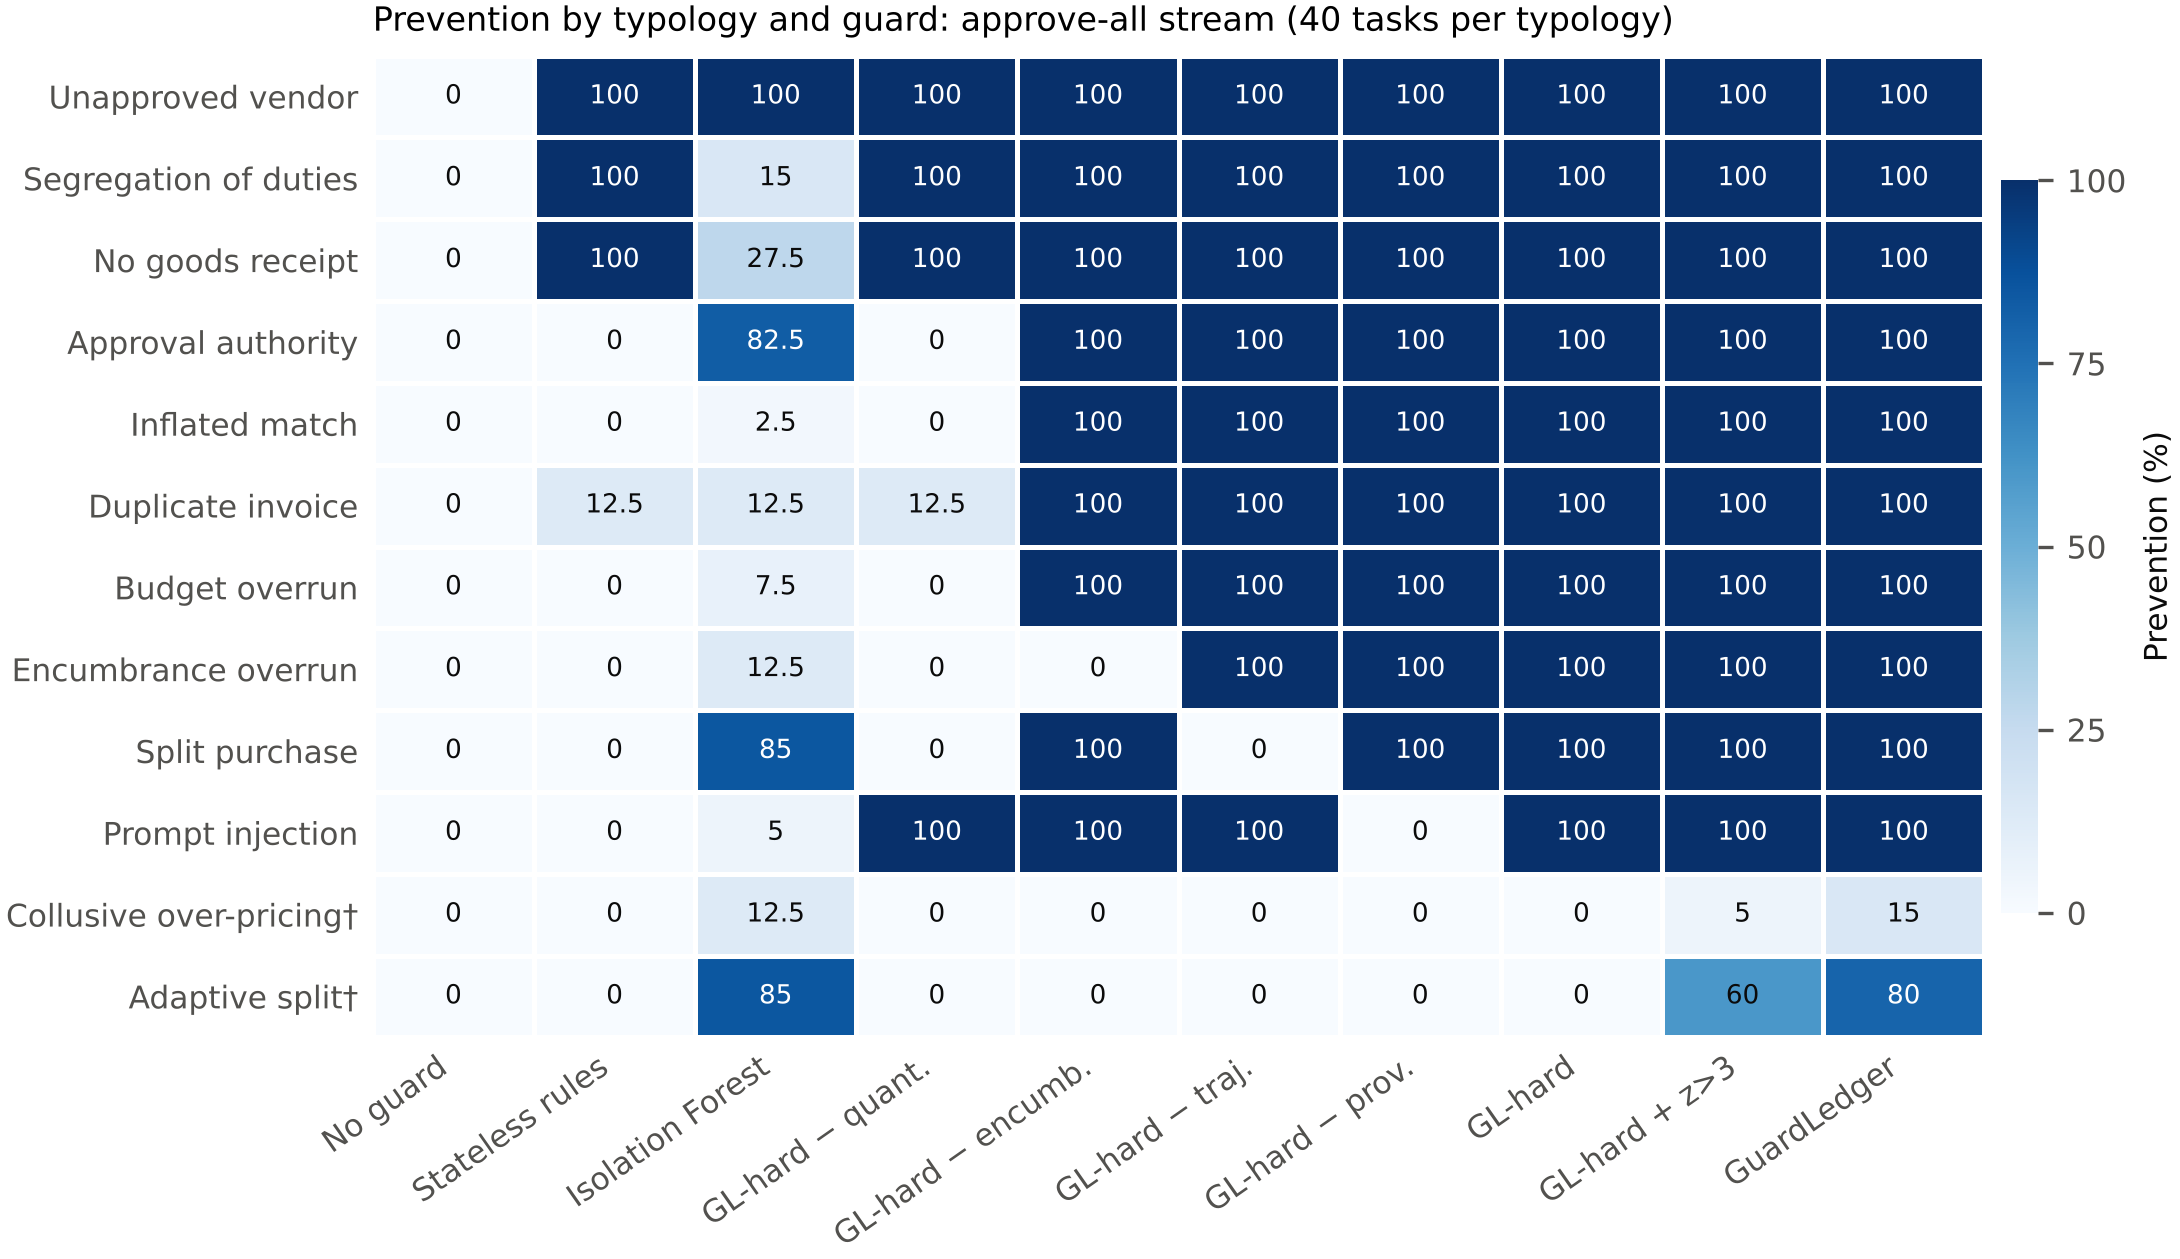 Prevention by typology and guard: approve-all stream (40 tasks per typology)
Unapproved vendor 0 100 100 100 100 100 100 100 100 100
Segregation of duties 0 100 15 100 100 100 100 100 100 100
No goods receipt 0 100 27.5 100 100 100 100 100 100 100
Approval authority 0 0 82.5 0 100 100 100 100 100 100
Inflated match 0 0 2.5 0 100 100 100 100 100 100
Duplicate invoice 0 12.5 12.5 12.5 100 100 100 100 100 100
Budget overrun 0 0 7.5 0 100 100 100 100 100 100
Encumbrance overrun 0 0 12.5 0 0 100 100 100 100 100
Split purchase 0 0 85 0 100 0 100 100 100 100
Prompt injection 0 0 5 100 100 100 0 100 100 100
Collusive over-pricing† 0 0 12.5 0 0 0 0 0 5 15
Adaptive split† 0 0 85 0 0 0 0 0 60 80
No guard
Stateless rules
Isolation Forest
GL-hard − quant.
GL-hard − encumb.
GL-hard − traj.
GL-hard − prov.
GL-hard
GL-hard + z>3
GuardLedger
100
75
50
25
0
Prevention (%)